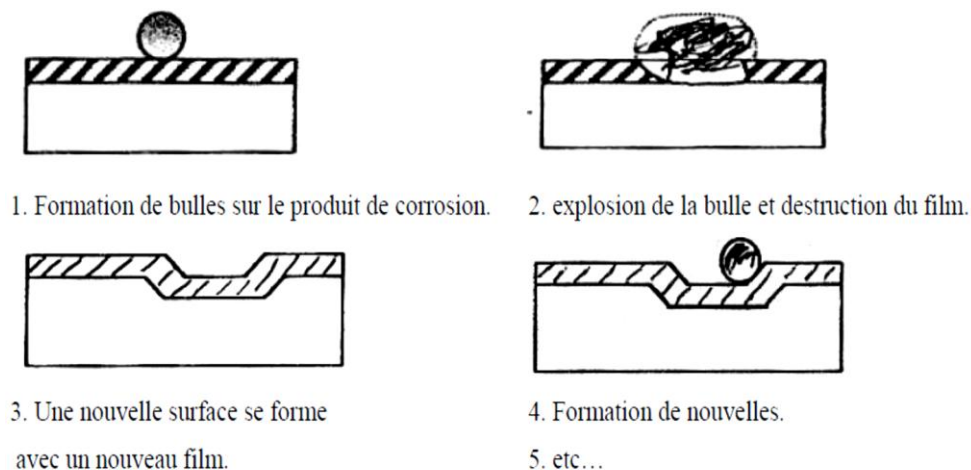 1. Formation de bulles sur le produit de corrosion.
2. explosion de la bulle et destruction du film.
3. Une nouvelle surface se forme
avec un nouveau film.
4. Formation de nouvelles.
5. etc…